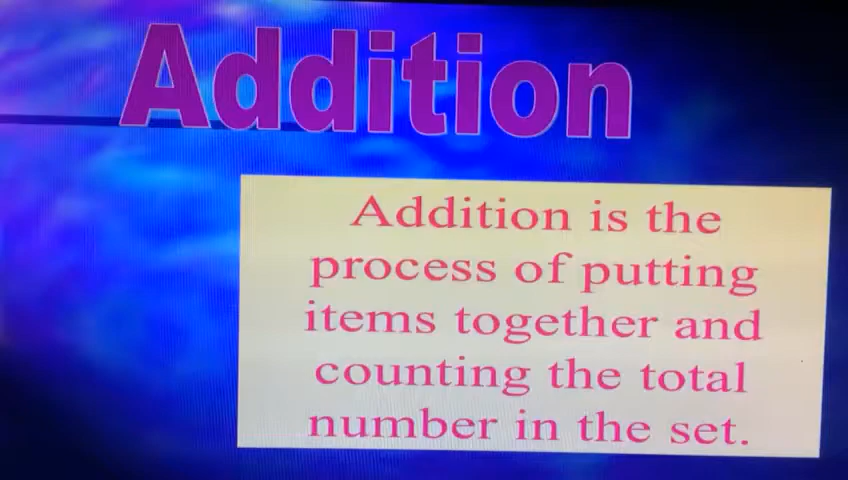 Addition
Addition is the
process of putting
items together and
counting the total
number in the set.